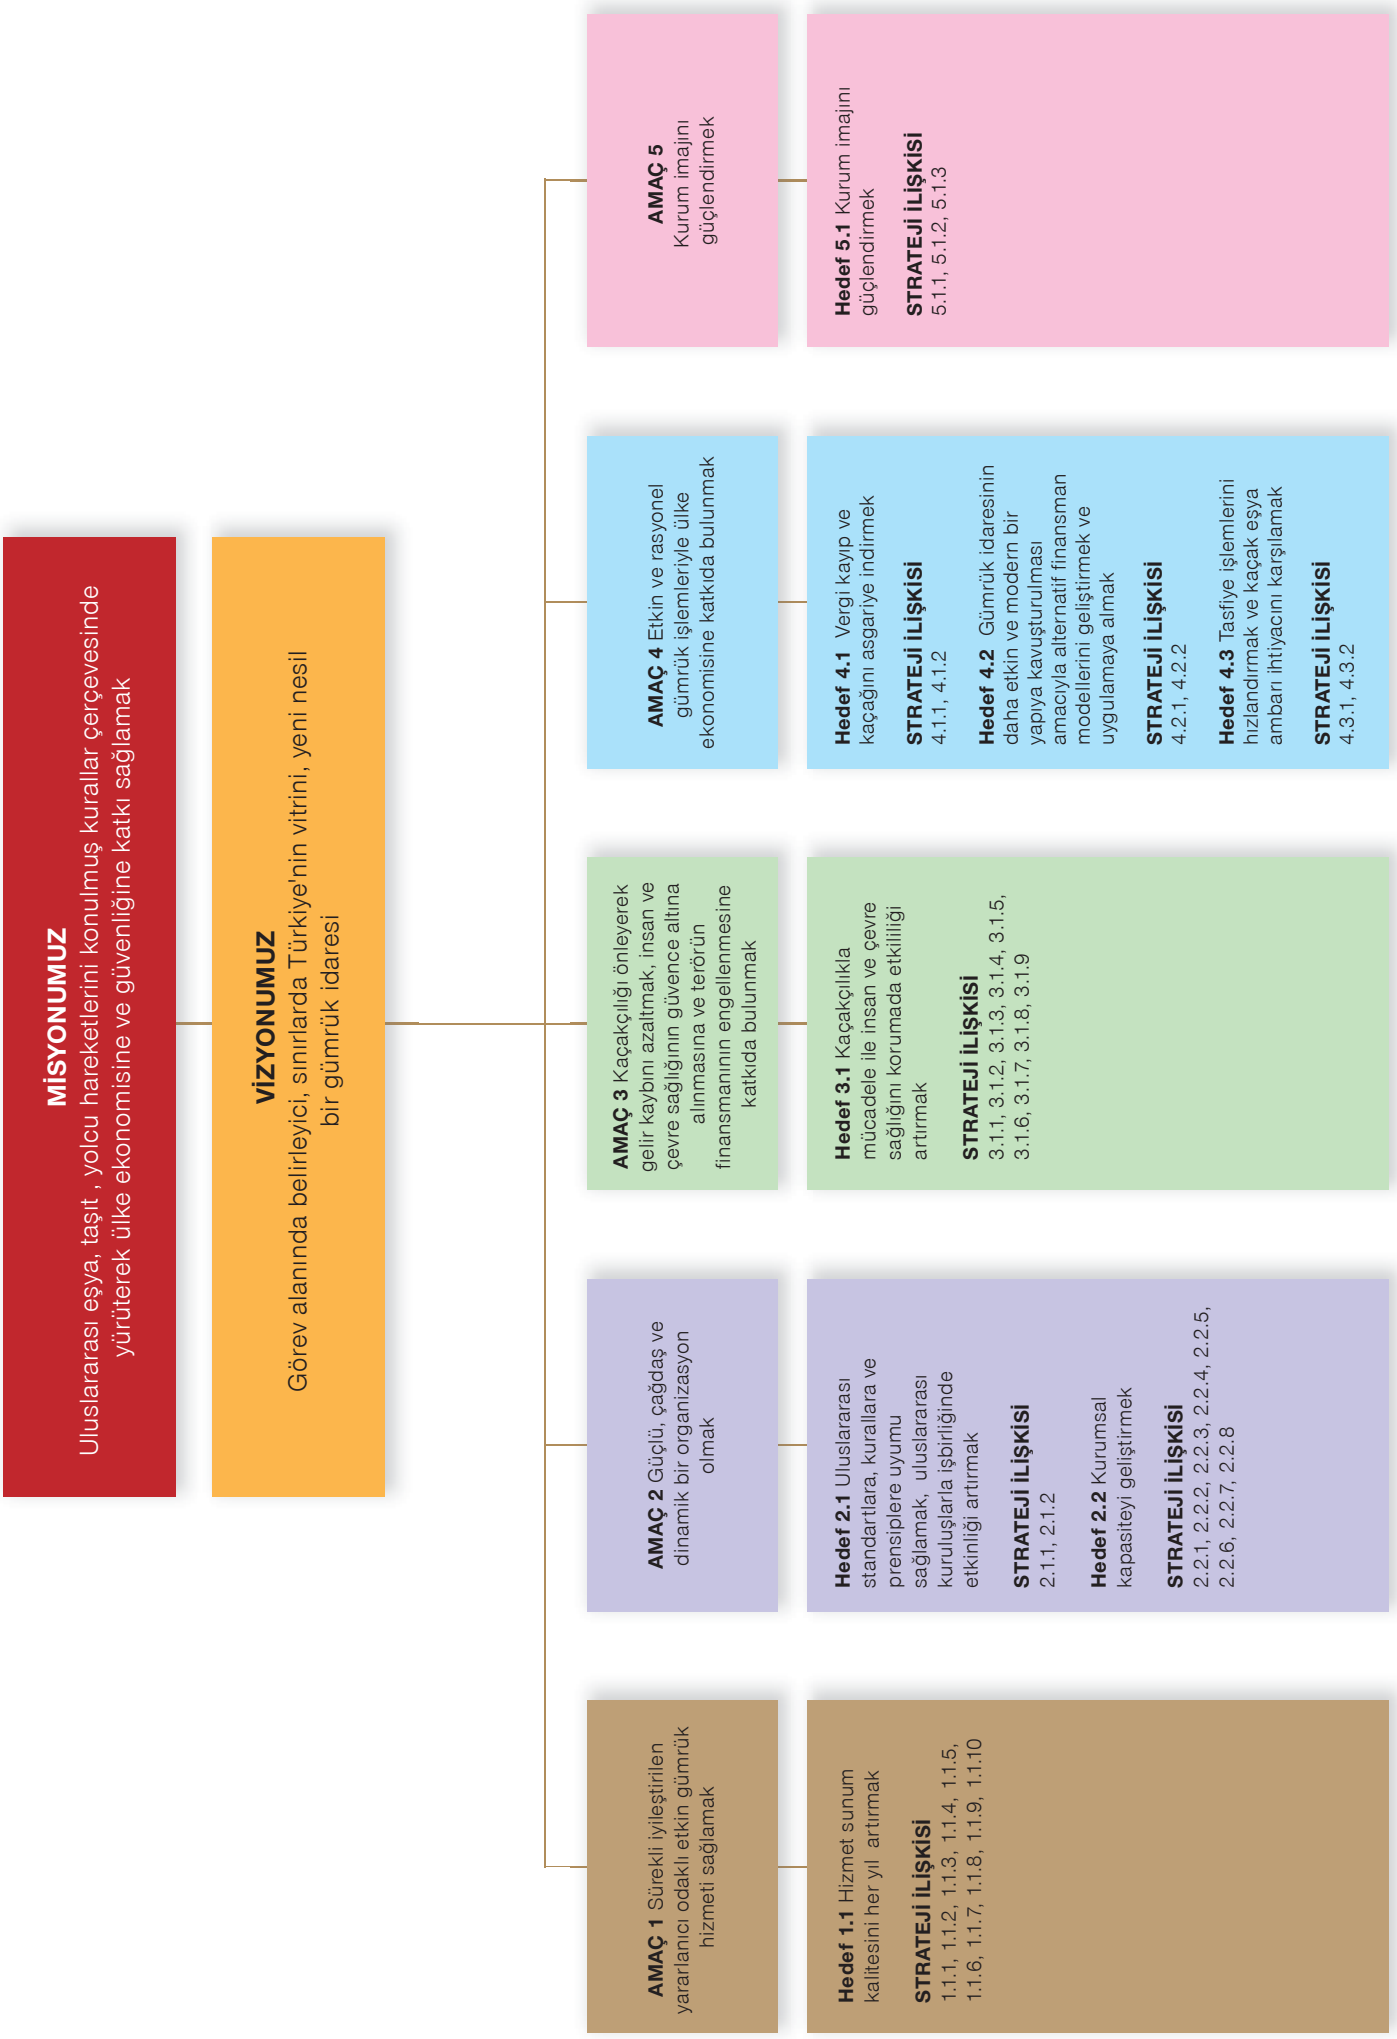 MİSYONUMUZ
Uluslararası eşya, taşıt , yolcu hareketlerini konulmuş kurallar çerçevesinde
yürüterek ülke ekonomisine ve güvenliğine katkı sağlamak
VİZYONUMUZ
Görev alanında belirleyici, sınırlarda Türkiye'nin vitrini, yeni nesil
bir gümrük idaresi
AMAÇ 1 Sürekli iyileştirilen
yararlanıcı odaklı etkin gümrük
hizmeti sağlamak
Hedef 1.1 Hizmet sunum
kalitesini her yıl artırmak
STRATEJİ İLİŞKİSİ
1.1.1, 1.1.2, 1.1.3, 1.1.4, 1.1.5,
1.1.6, 1.1.7, 1.1.8, 1.1.9, 1.1.10
AMAÇ 2 Güçlü, çağdaş ve
dinamik bir organizasyon
olmak
Hedef 2.1 Uluslararası
standartlara, kurallara ve
prensiplere uyumu
sağlamak, uluslararası
kuruluşlarla işbirliğinde
etkinliği artırmak
STRATEJİ İLİŞKİSİ
2.1.1, 2.1.2
Hedef 2.2 Kurumsal
kapasiteyi geliştirmek
STRATEJİ İLİŞKİSİ
2.2.1, 2.2.2, 2.2.3, 2.2.4, 2.2.5,
2.2.6, 2.2.7, 2.2.8
AMAÇ 3 Kaçakçılığı önleyerek
gelir kaybını azaltmak, insan ve
çevre sağlığının güvence altına
alınmasına ve terörün
finansmanının engellenmesine
katkıda bulunmak
Hedef 3.1 Kaçakçılıkla
mücadele ile insan ve çevre
sağlığını korumada etkililiği
artırmak
STRATEJİ İLİŞKİSİ
3.1.1, 3.1.2, 3.1.3, 3.1.4, 3.1.5,
3.1.6, 3.1.7, 3.1.8, 3.1.9
AMAÇ 4 Etkin ve rasyonel
gümrük işlemleriyle ülke
ekonomisine katkıda bulunmak
Hedef 4.1 Vergi kayıp ve
kaçağını asgariye indirmek
STRATEJİ İLİŞKİSİ
4.1.1, 4.1.2
Hedef 4.2 Gümrük idaresinin
daha etkin ve modern bir
yapıya kavuşturulması
amacıyla alternatif finansman
modellerini geliştirmek ve
uygulamaya almak
STRATEJİ İLİŞKİSİ
4.2.1, 4.2.2
Hedef 4.3 Tasfiye işlemlerini
hızlandırmak ve kaçak eşya
ambarı ihtiyacını karşılamak
STRATEJİ İLİŞKİSİ
4.3.1, 4.3.2
AMAÇ 5
Kurum imajını
güçlendirmek
Hedef 5.1 Kurum imajını
güçlendirmek
STRATEJİ İLİŞKİSİ
5.1.1, 5.1.2, 5.1.3